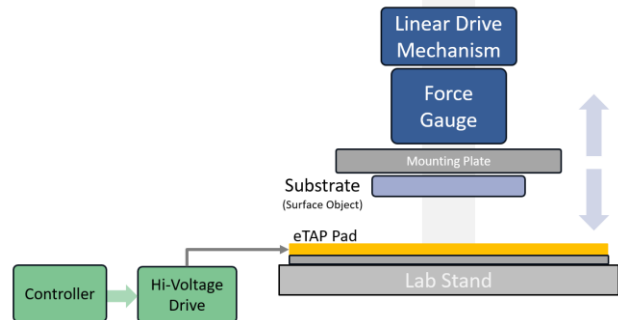 Linear Drive
Mechanism
Force
Gauge
Mounting Plate
Substrate
(Surface Object)
eTAP Pad
Lab Stand
Controller
Hi-Voltage
Drive